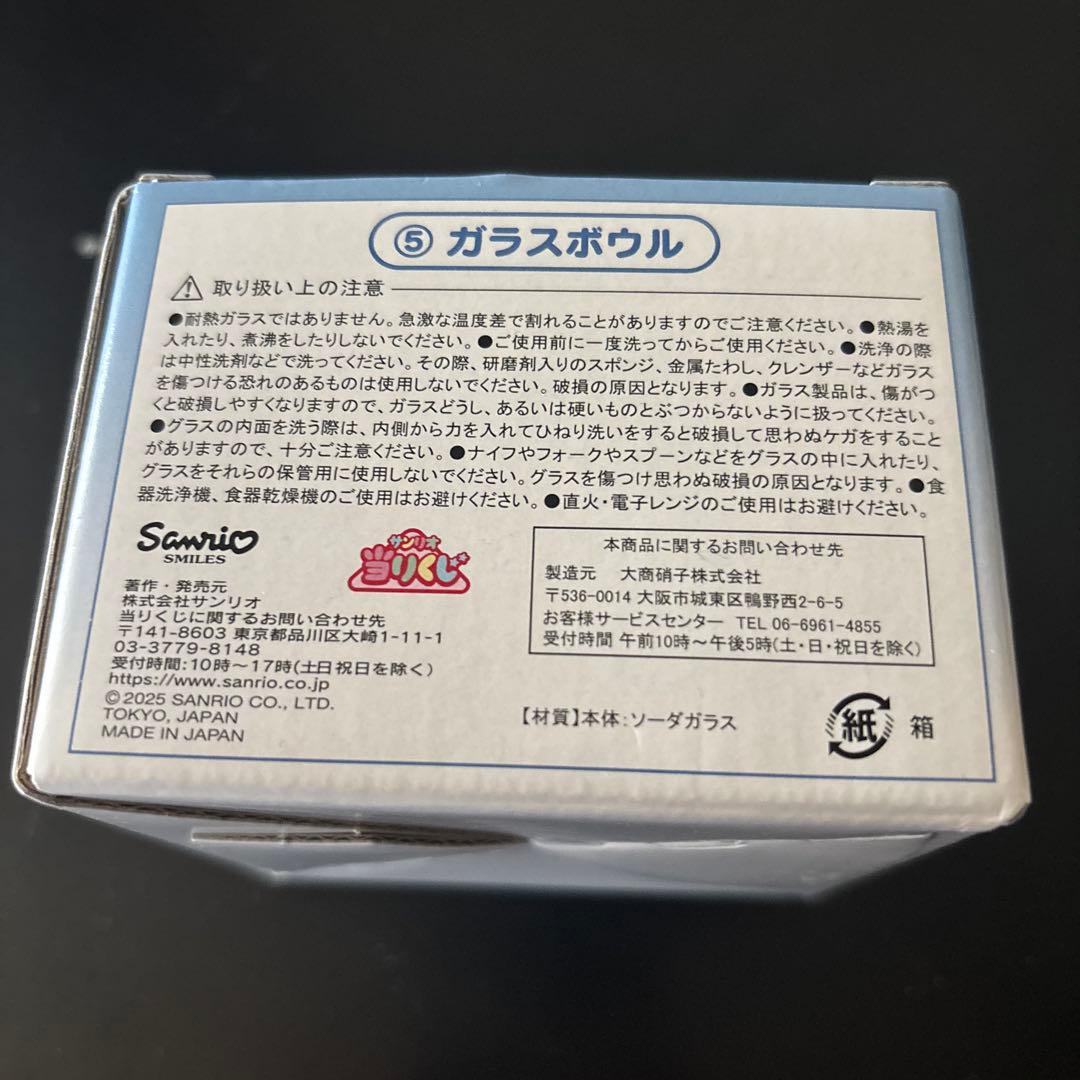 ⑤ ガラスボウル
取り扱い上の注意
●耐熱ガラスではありません。急激な温度差で割れることがありますのでご注意ください。●熱湯を
入れたり、煮沸をしたりしないでください。●ご使用前に一度洗ってからご使用ください。●洗浄の際
は中性洗剤などで洗ってください。その際、研磨剤入りのスポンジ、金属たわし、クレンザーなどガラス
を傷つける恐れのあるものは使用しないでください。破損の原因となります。●ガラス製品は、傷がつ
くと破損しやすくなりますので、ガラスどうし、あるいは硬いものとぶつからないように扱ってください。
●グラスの内面を洗う際は、内側から力を入れてひねり洗いをすると破損して思わぬケガをすること
がありますので、十分ご注意ください。●ナイフやフォークやスプーンなどをグラスの中に入れたり、
グラスをそれらの保管用に使用しないでください。グラスを傷つけ思わぬ破損の原因となります。●食
器洗浄機、食器乾燥機のご使用はお避けください。●直火・電子レンジのご使用はお避けください。
Sanrio
SMILES
サンリオ
当りくじ
著作・発売元
株式会社サンリオ
当りくじに関するお問い合わせ先
〒141-8603 東京都品川区大崎1-11-1
03-3779-8148
受付時間:10時～17時(土日祝日を除く)
https://www.sanrio.co.jp
©2025 SANRIO CO., LTD.
TOKYO, JAPAN
MADE IN JAPAN
本商品に関するお問い合わせ先
製造元 大商硝子株式会社
〒536-0014 大阪市城東区鴫野西2-6-5
お客様サービスセンター TEL 06-6961-4855
受付時間 午前10時～午後5時(土・日・祝日を除く)
【材質】本体:ソーダガラス
紙 箱